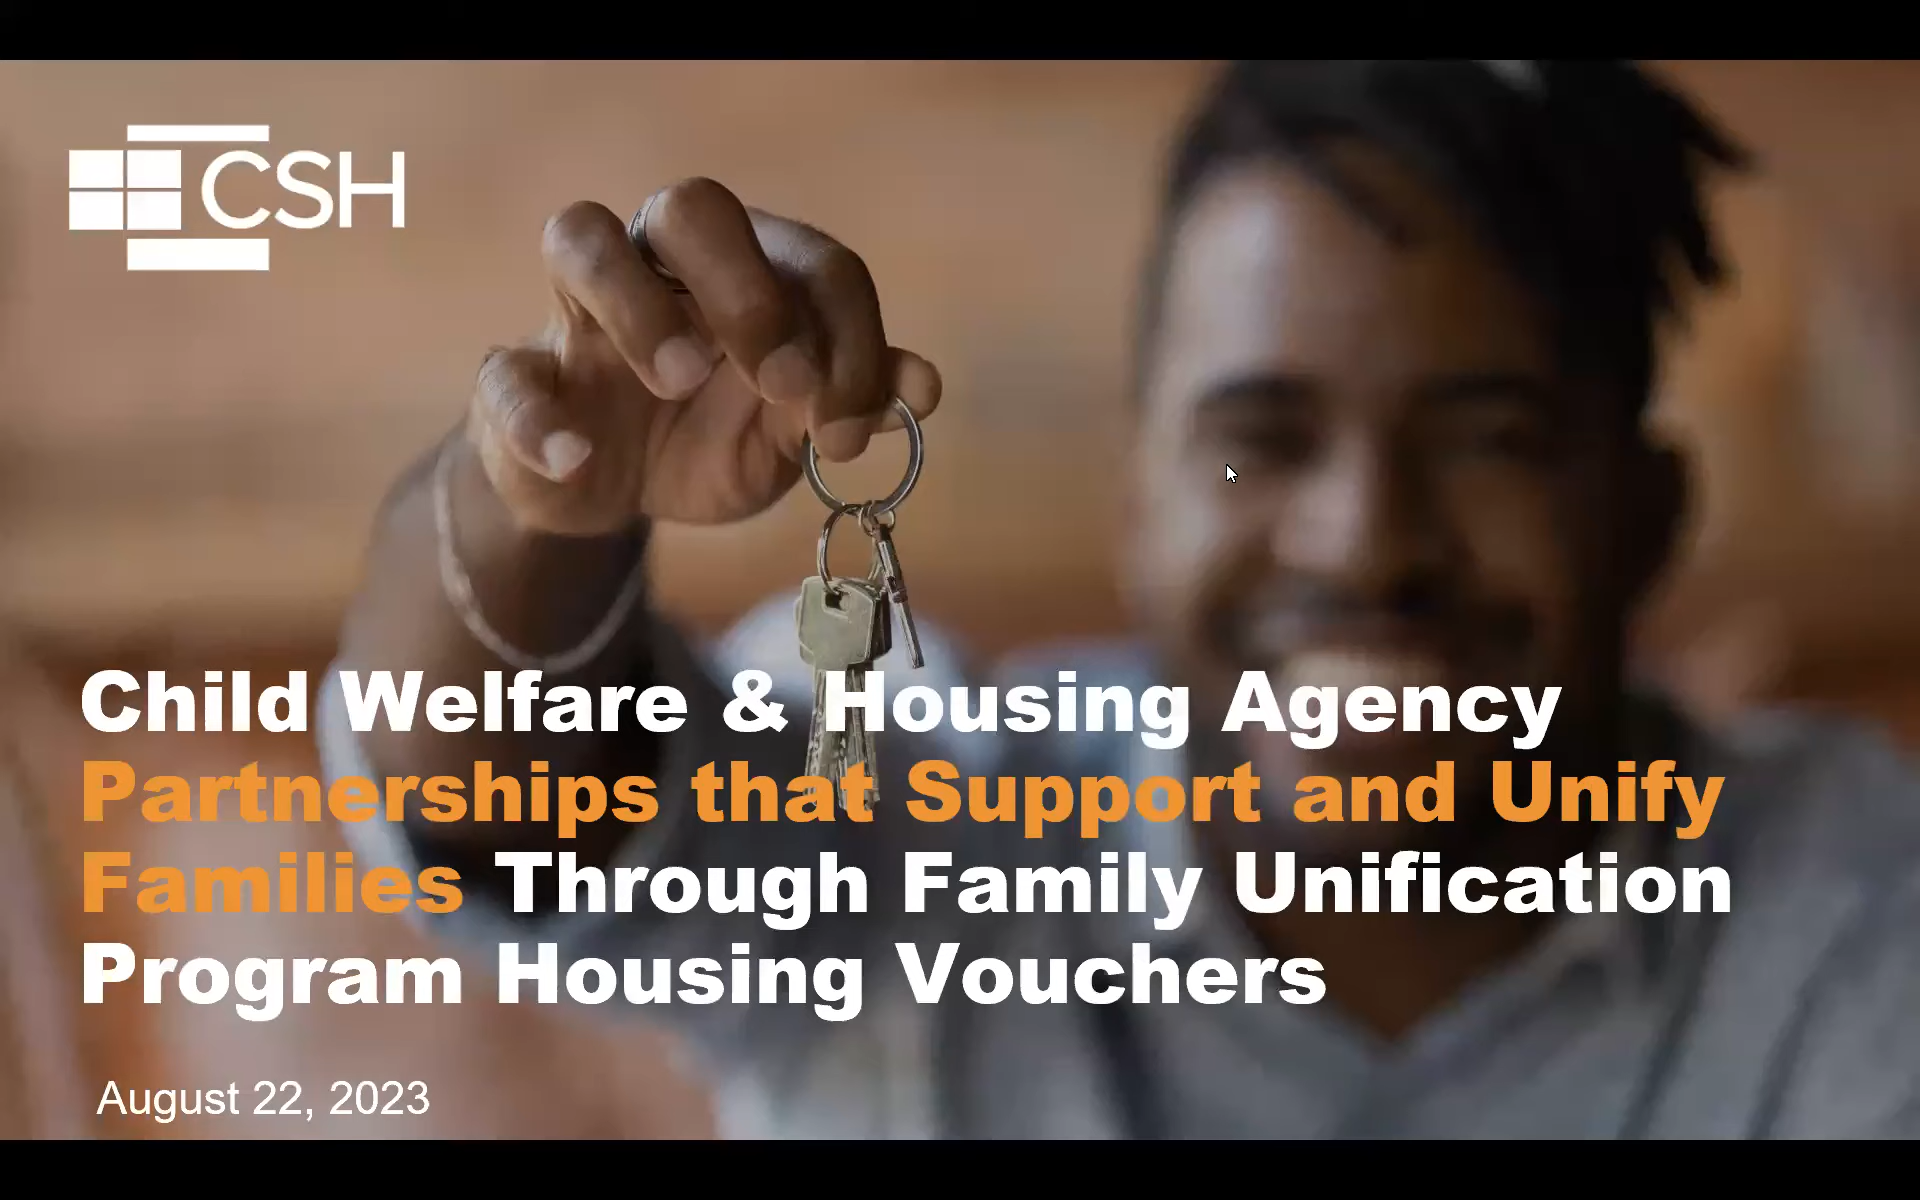 CSH
Child Welfare & Housing Agency
Partnerships that Support and Unify
Families Through Family Unification
Program Housing Vouchers
August 22, 2023